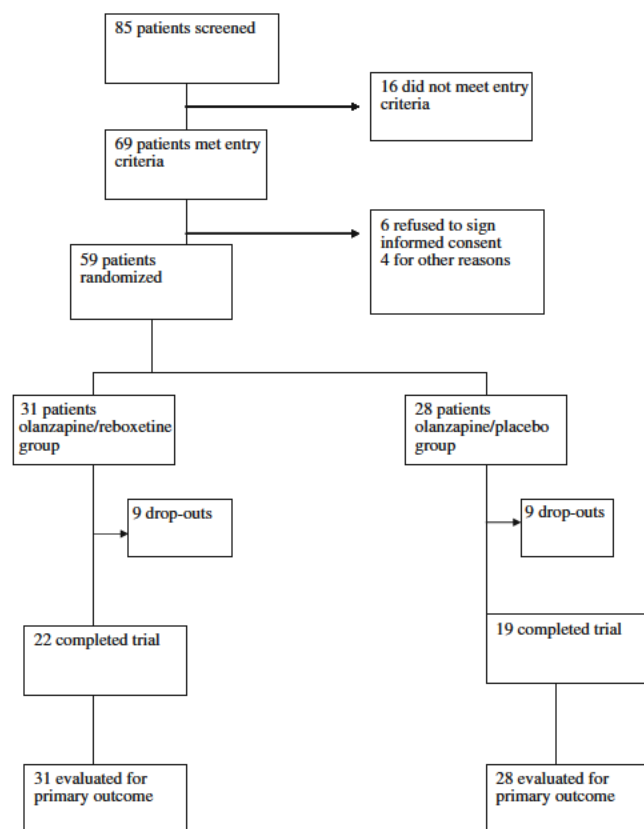 85 patients screened
16 did not meet entry
criteria
69 patients met entry
criteria
6 refused to sign
informed consent
4 for other reasons
59 patients
randomized
31 patients
olanzapine/reboxetine
group
28 patients
olanzapine/placebo
group
9 drop-outs
9 drop-outs
22 completed trial
19 completed trial
31 evaluated for
primary outcome
28 evaluated for
primary outcome